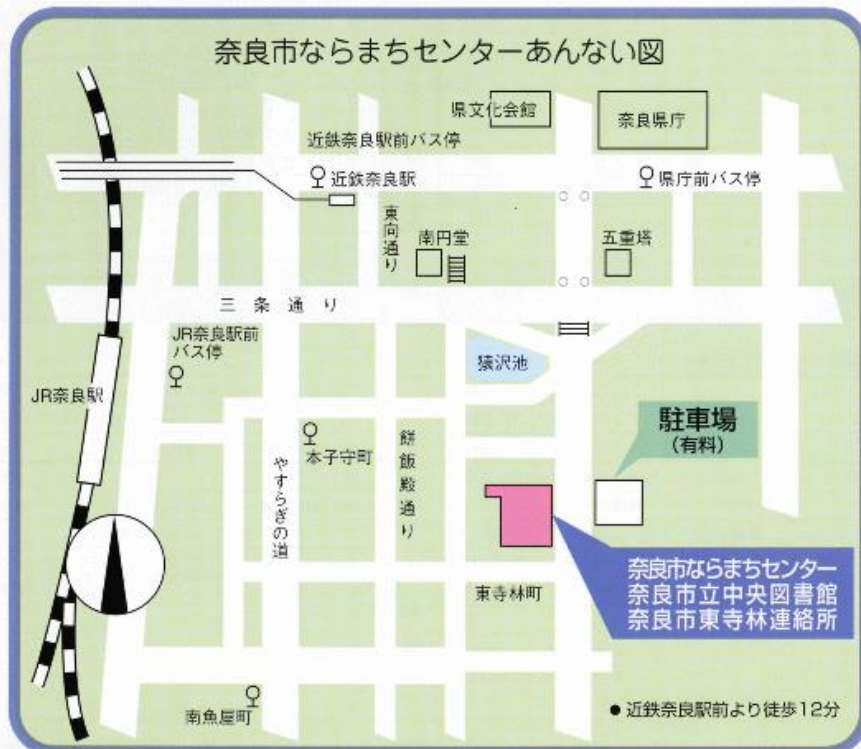 奈良市ならまちセンターあんない図
県文化会館
奈良県庁
近鉄奈良駅前バス停
近鉄奈良駅
県庁前バス停
東向通り
南円堂
五重塔
三条通り
JR奈良駅前
バス停
猿沢池
JR奈良駅
駐車場
(有料)
本子守町
餅飯殿通り
やすらぎの道
奈良市ならまちセンター
奈良市立中央図書館
奈良市東寺林連絡所
東寺林町
南魚屋町
●近鉄奈良駅前より徒歩12分